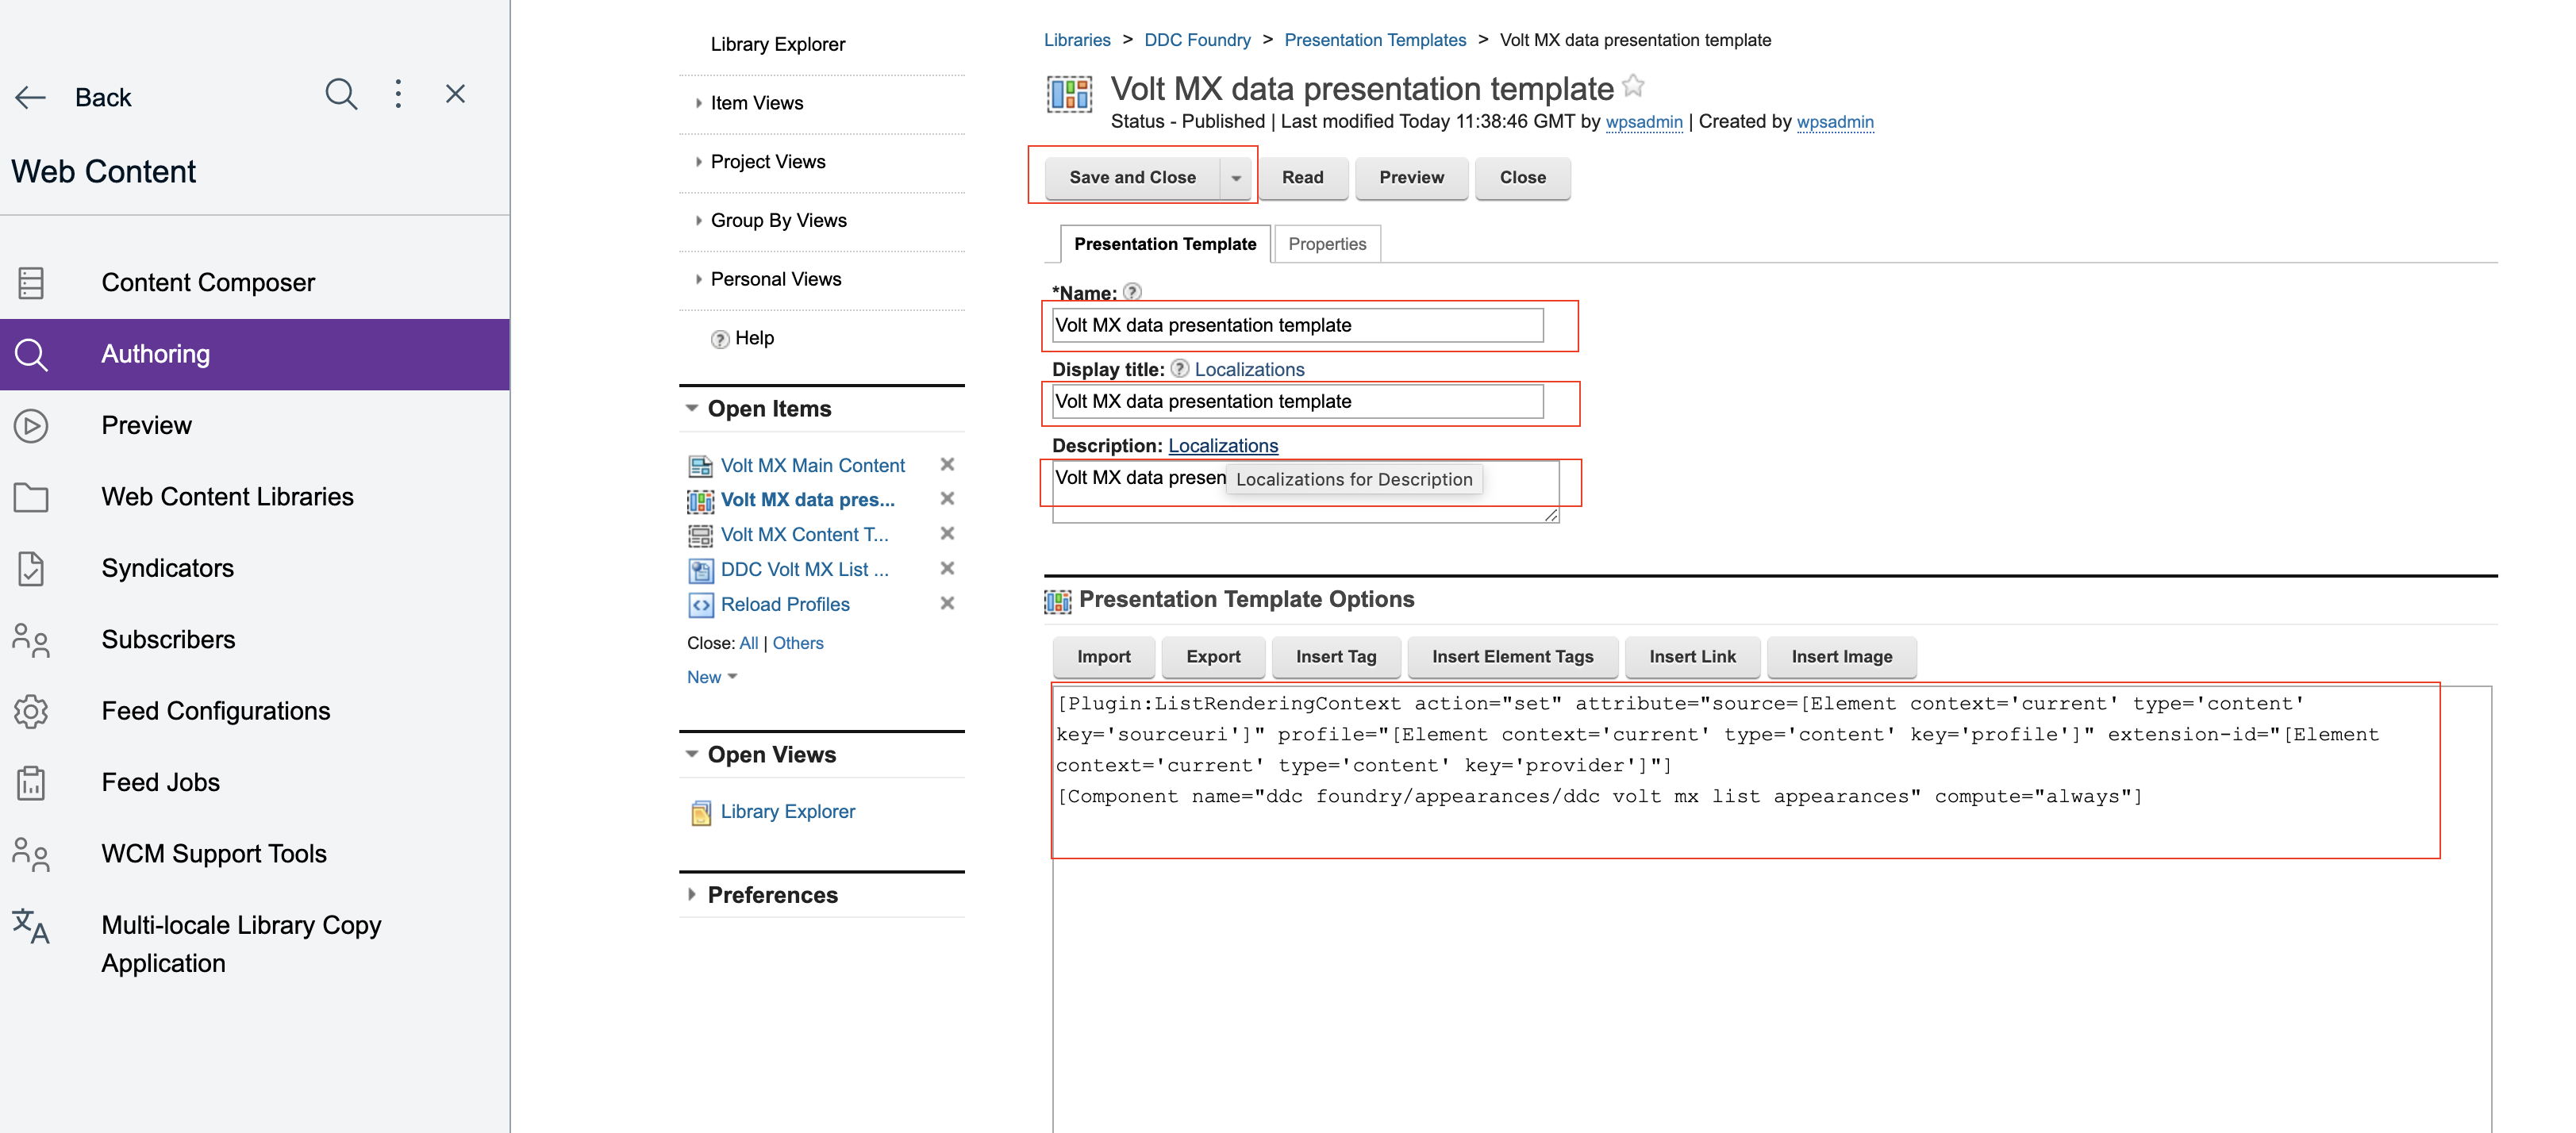 Back
Web Content
Content Composer
Authoring
Preview
Web Content Libraries
Syndicators
Subscribers
Feed Configurations
Feed Jobs
WCM Support Tools
Multi-locale Library Copy
Application
Library Explorer
Item Views
Project Views
Group By Views
Personal Views
? Help
Open Items
Volt MX Main Content
Volt MX data pres...
Volt MX Content T...
DDC Volt MX List ...
Reload Profiles
Close: All | Others
New
Open Views
Library Explorer
Preferences
Libraries > DDC Foundry > Presentation Templates > Volt MX data presentation template
Volt MX data presentation template
Status - Published | Last modified Today 11:38:46 GMT by wpsadmin | Created by wpsadmin
Save and Close Read Preview Close
Presentation Template Properties
*Name: ?
Volt MX data presentation template
Display title: ? Localizations
Volt MX data presentation template
Description: Localizations
Volt MX data presen
Localizations for Description
Presentation Template Options
Import Export Insert Tag Insert Element Tags Insert Link Insert Image
[Plugin:ListRenderingContext action="set" attribute="source=[Element context='current' type='content'
key='sourceuri']" profile="[Element context='current' type='content' key='profile']" extension-id="[Element
context='current' type='content' key='provider']"]
[Component name="ddc foundry/appearances/ddc volt mx list appearances" compute="always"]